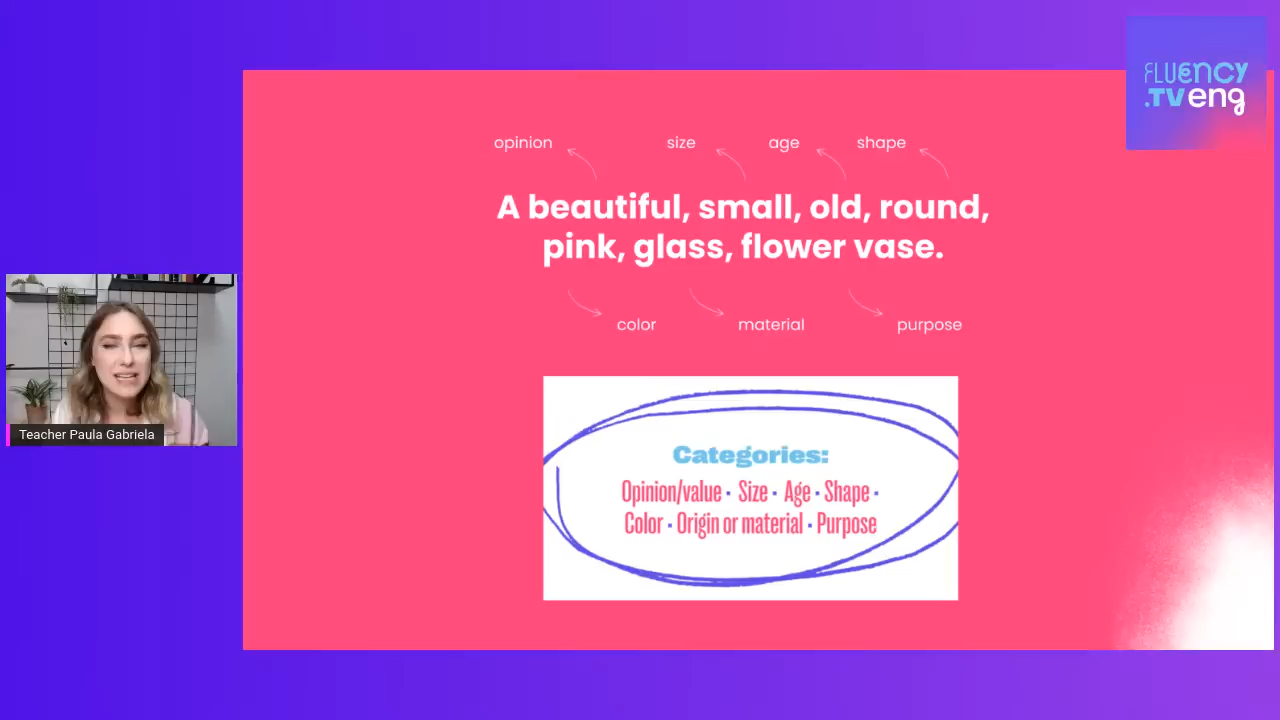 FLUENCY
.TV eng
opinion size age shape
A beautiful, small, old, round,
pink, glass, flower vase.
color material purpose
Teacher Paula Gabriela
Categories:
Opinion/value · Size · Age · Shape ·
Color · Origin or material · Purpose